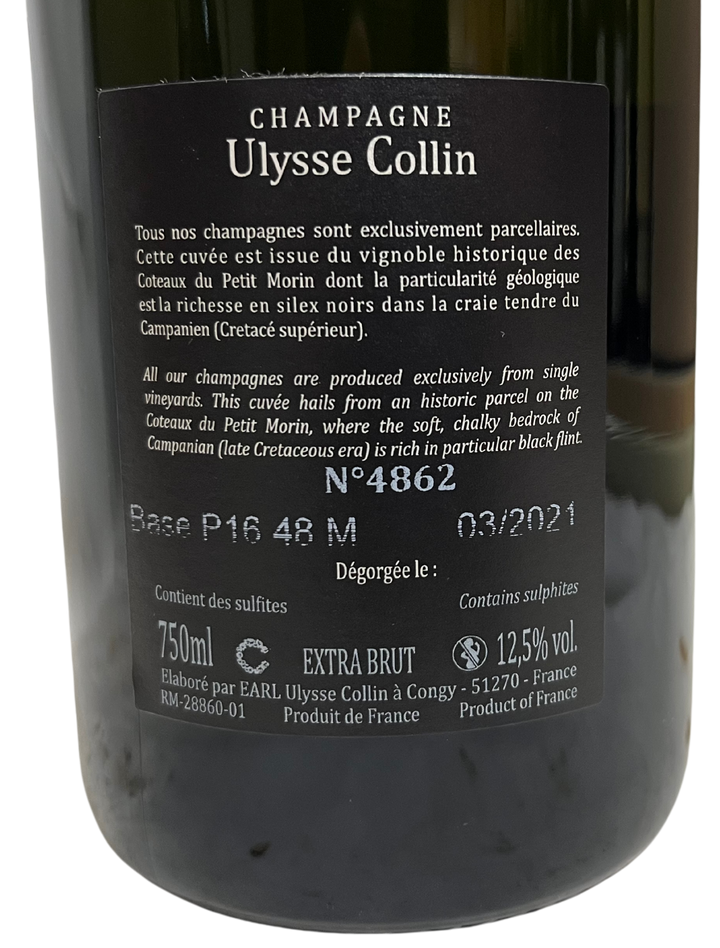 CHAMPAGNE
Ulysse Collin
Tous nos champagnes sont exclusivement parcellaires.
Cette cuvée est issue du vignoble historique des
Coteaux du Petit Morin dont la particularité géologique
est la richesse en silex noirs dans la craie tendre du
Campanien (Cretacé supérieur).
All our champagnes are produced exclusively from single
vineyards. This cuvée hails from an historic parcel on the
Coteaux du Petit Morin, where the soft, chalky bedrock of
Campanian (late Cretaceous era) is rich in particular black flint.
N°4862
Base P16 48 M 03/2021
Dégorgée le :
Contient des sulfites Contains sulphites
750ml EXTRA BRUT 12,5% vol.
Elaboré par EARL Ulysse Collin à Congy - 51270 - France
RM-28860-01 Produit de France Product of France